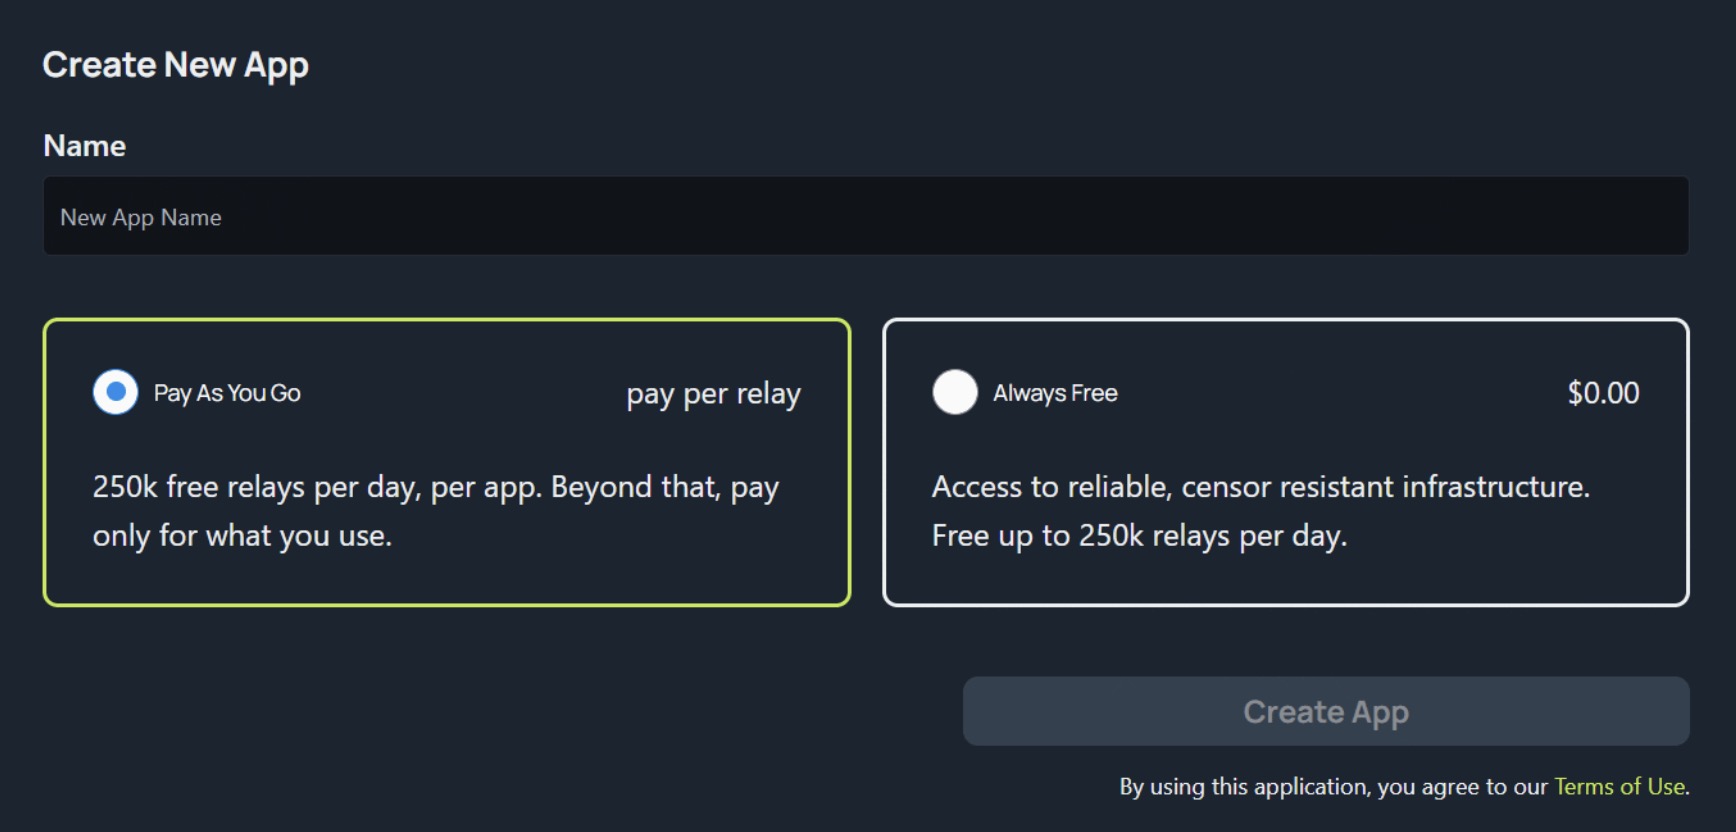 Create New App
Name
New App Name
Pay As You Go
pay per relay
250k free relays per day, per app. Beyond that, pay
only for what you use.
Always Free
$0.00
Access to reliable, censor resistant infrastructure.
Free up to 250k relays per day.
Create App
By using this application, you agree to our Terms of Use.